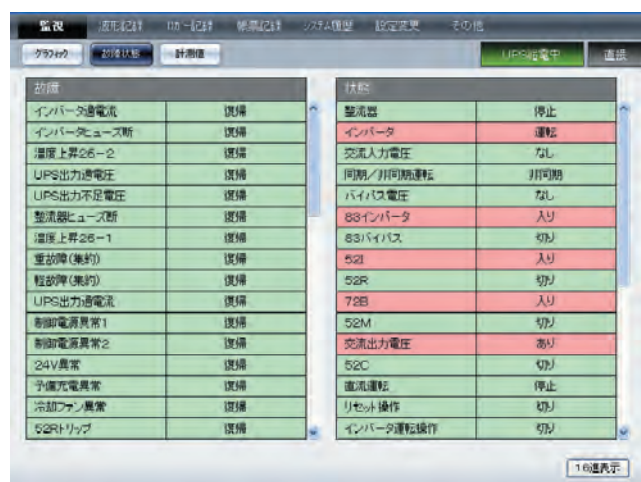 監視 波形記録 ロガー記録 帳票記録 システム履歴 設定変更 その他
グラフィック 故障状態 計測値 UPS給電中 直接
故障 状態
インバータ過電流 復帰 整流器 停止
インバータヒューズ断 復帰 インバータ 運転
温度上昇26-2 復帰 交流入力電圧 なし
UPS出力過電圧 復帰 同期/非同期運転 非同期
UPS出力不足電圧 復帰 バイパス電圧 なし
整流器ヒューズ断 復帰 83インバータ 入り
温度上昇26-1 復帰 83バイパス 切り
重故障(集約) 復帰 52I 入り
軽故障(集約) 復帰 52R 切り
UPS出力過電流 復帰 72B 入り
制御電源異常1 復帰 52M 切り
制御電源異常2 復帰 交流出力電圧 あり
24V異常 復帰 52C 切り
予備充電異常 復帰 直流運転 停止
冷却ファン異常 復帰 リセット操作 切り
52Rトリップ 復帰 インバータ運転操作 切り
16進表示